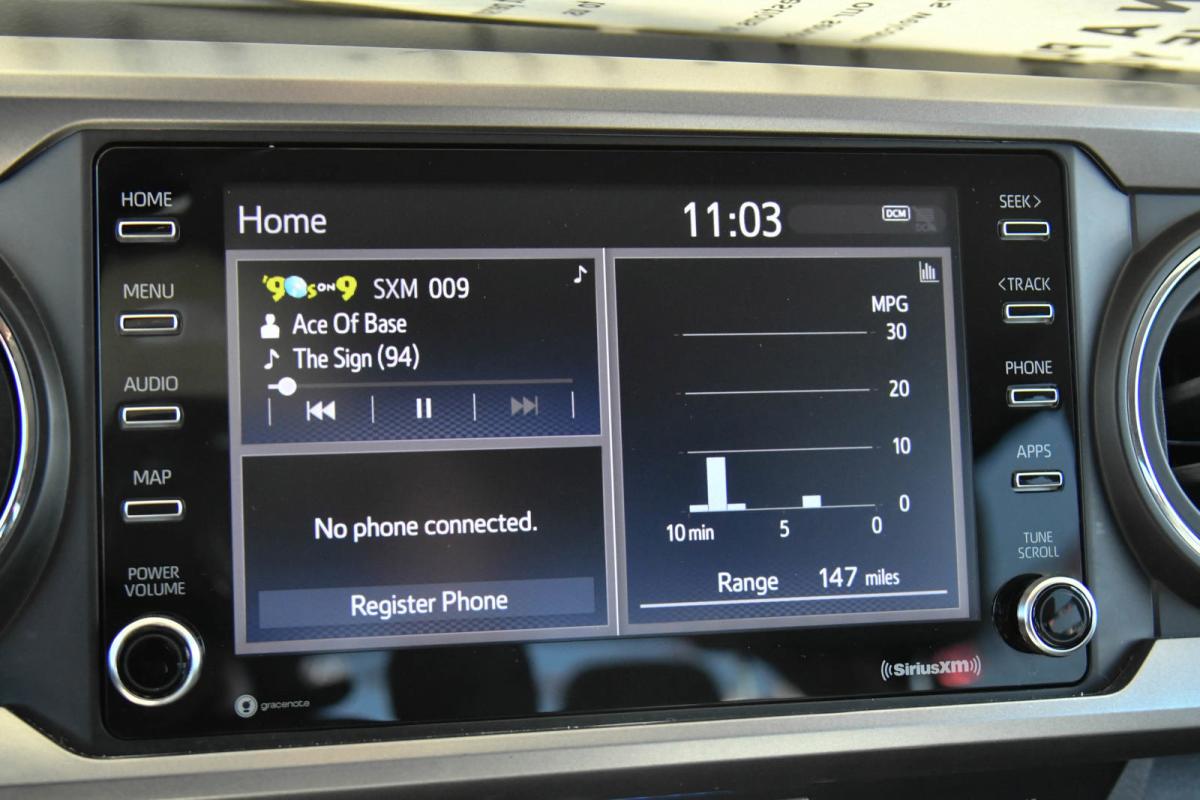 HOME
MENU
AUDIO
MAP
POWER
VOLUME
Home
11:03
DCM
'90s ON 9 SXM 009
Ace Of Base
The Sign (94)
No phone connected.
Register Phone
MPG
30
20
10
0
10 min 5 0
Range 147 miles
SEEK>
<TRACK
PHONE
APPS
TUNE
SCROLL
gracenote
((SiriusXM))